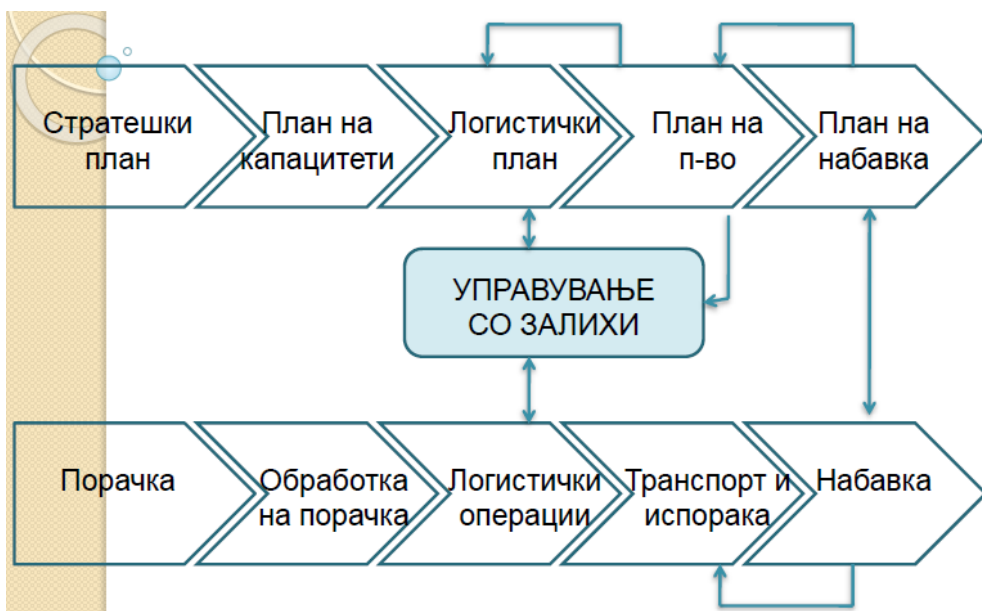 Стратешки
план
План на
капацитети
Логистички
план
План на
п-во
План на
набавка
УПРАВУВАЊЕ
СО ЗАЛИХИ
Порачка
Обработка
на порачка
Логистички
операции
Транспорт и
испорака
Набавка